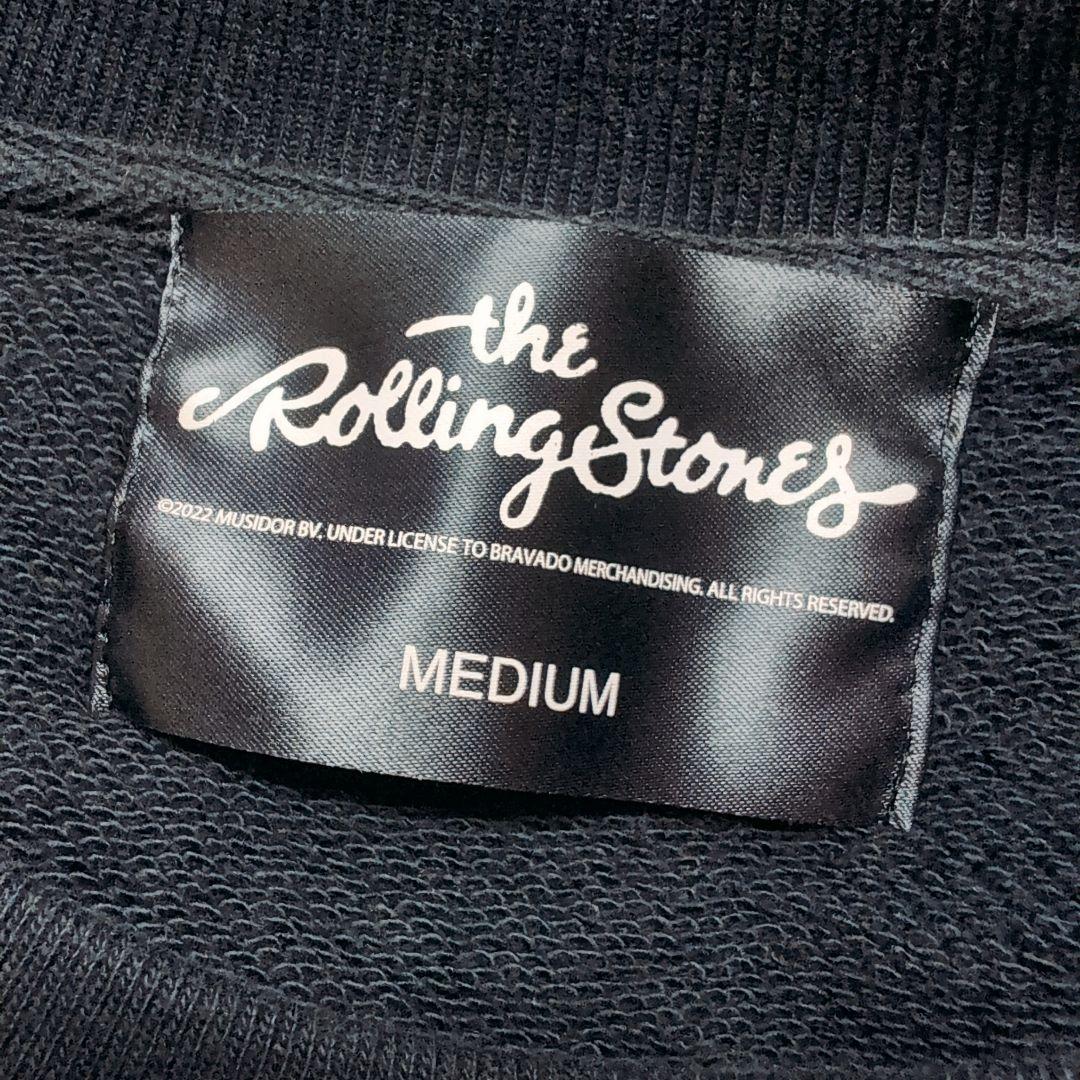 the
Rolling Stones
©2022 MUSIDOR BV. UNDER LICENSE TO BRAVADO MERCHANDISING. ALL RIGHTS RESERVED.
MEDIUM